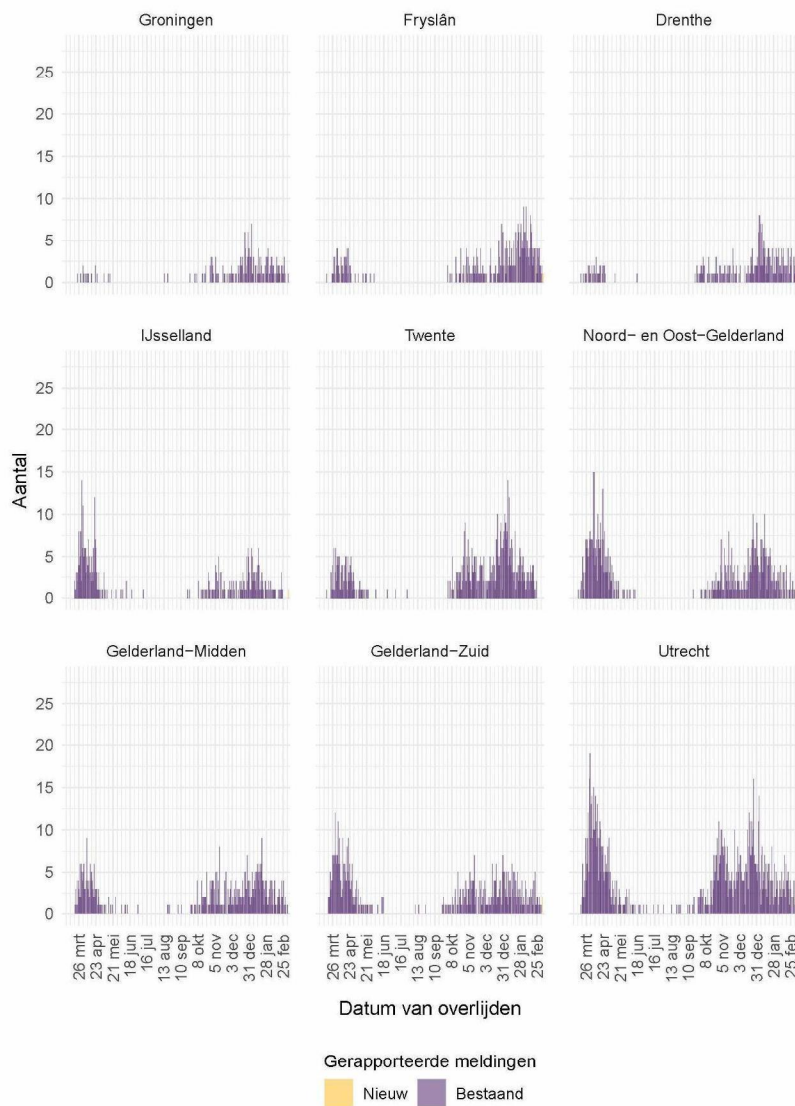 Groningen
Fryslân
Drenthe
25
20
15
10
5
0
IJsselland
Twente
Noord- en Oost-Gelderland
25
20
15
10
5
0
Aantal
Gelderland-Midden
Gelderland-Zuid
Utrecht
25
20
15
10
5
0
26 mrt
23 apr
21 mei
18 jun
16 jul
13 aug
10 sep
8 okt
5 nov
3 dec
31 dec
28 jan
25 feb
26 mrt
23 apr
21 mei
18 jun
16 jul
13 aug
10 sep
8 okt
5 nov
3 dec
31 dec
28 jan
25 feb
26 mrt
23 apr
21 mei
18 jun
16 jul
13 aug
10 sep
8 okt
5 nov
3 dec
31 dec
28 jan
25 feb
Datum van overlijden
Gerapporteerde meldingen
Nieuw Bestaand